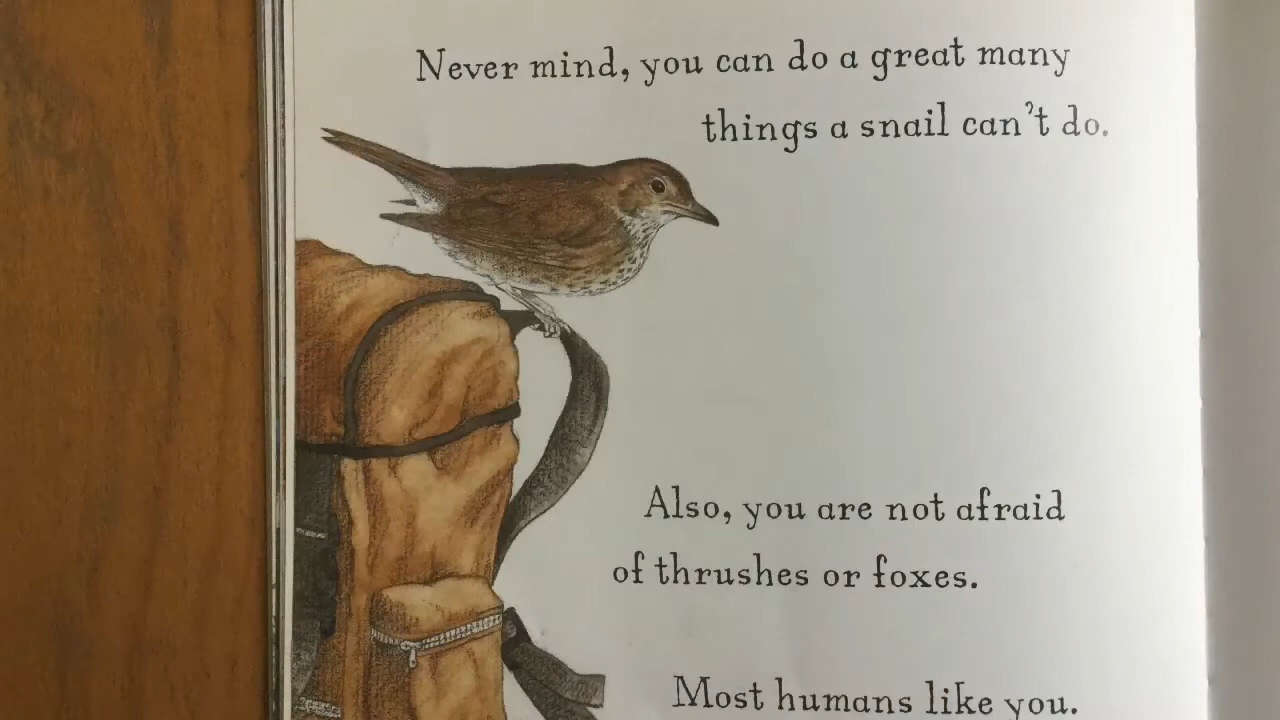 Never mind, you can do a great many
things a snail can't do.
Also, you are not afraid
of thrushes or foxes.
Most humans like you.